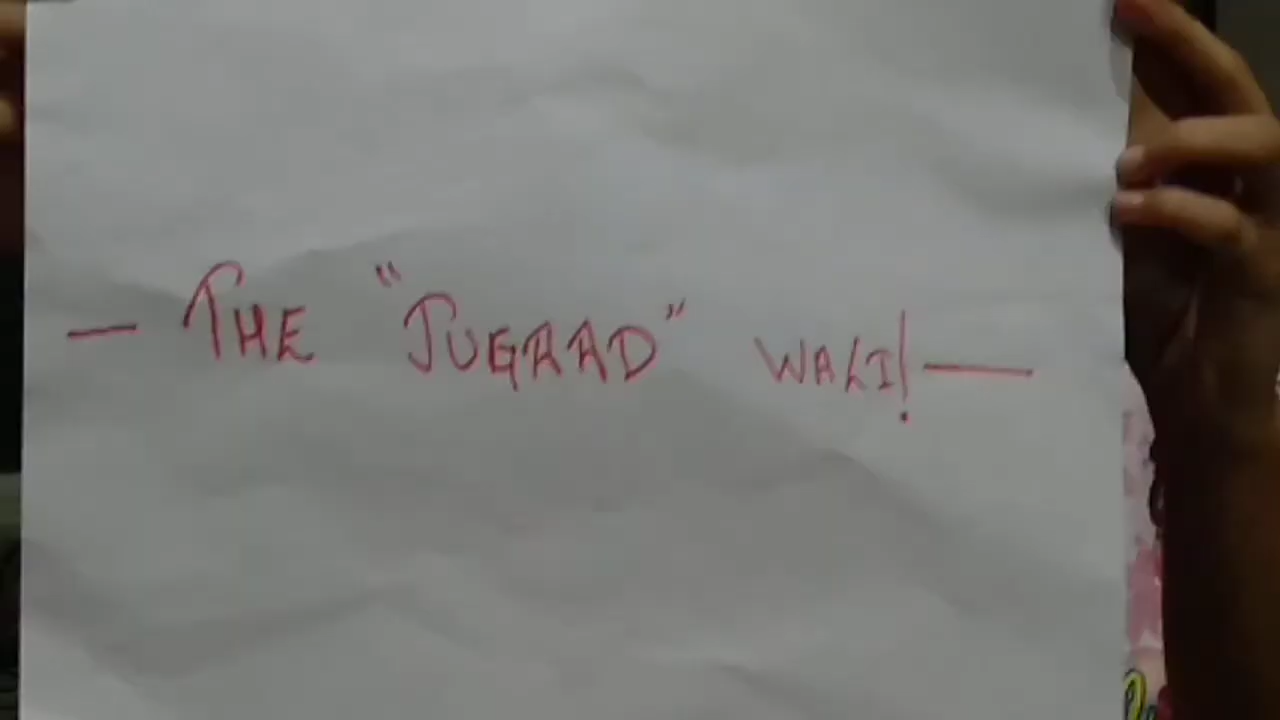 — THE "JUGAAD" WALI! —